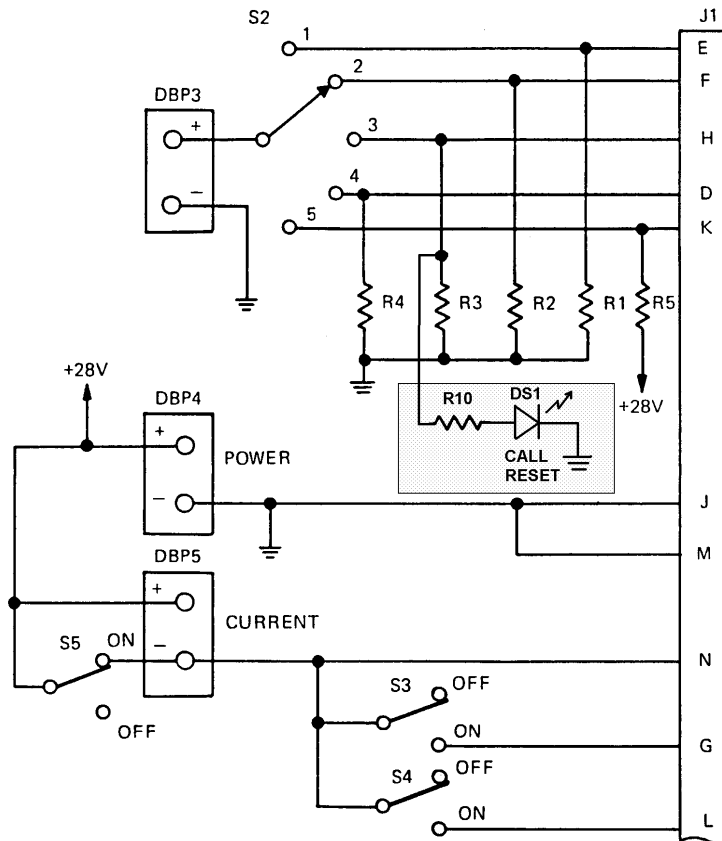 S2
J1
1
E
2
F
DBP3
+
3
H
4
D
−
5
K
R4
R3
R2
R1
R5
+28V
DBP4
R10
DS1
+28V
+
POWER
CALL
RESET
−
J
DBP5
M
+
CURRENT
S5
ON
−
N
S3
OFF
OFF
ON
G
S4
OFF
ON
L